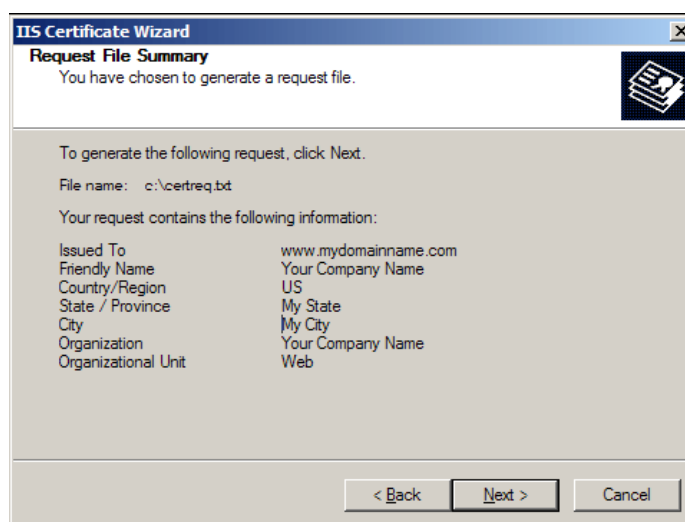 IIS Certificate Wizard
Request File Summary
You have chosen to generate a request file.
To generate the following request, click Next.
File name: c:\certreq.txt
Your request contains the following information:
Issued To www.mydomainname.com
Friendly Name Your Company Name
Country/Region US
State / Province My State
City My City
Organization Your Company Name
Organizational Unit Web
< Back Next > Cancel